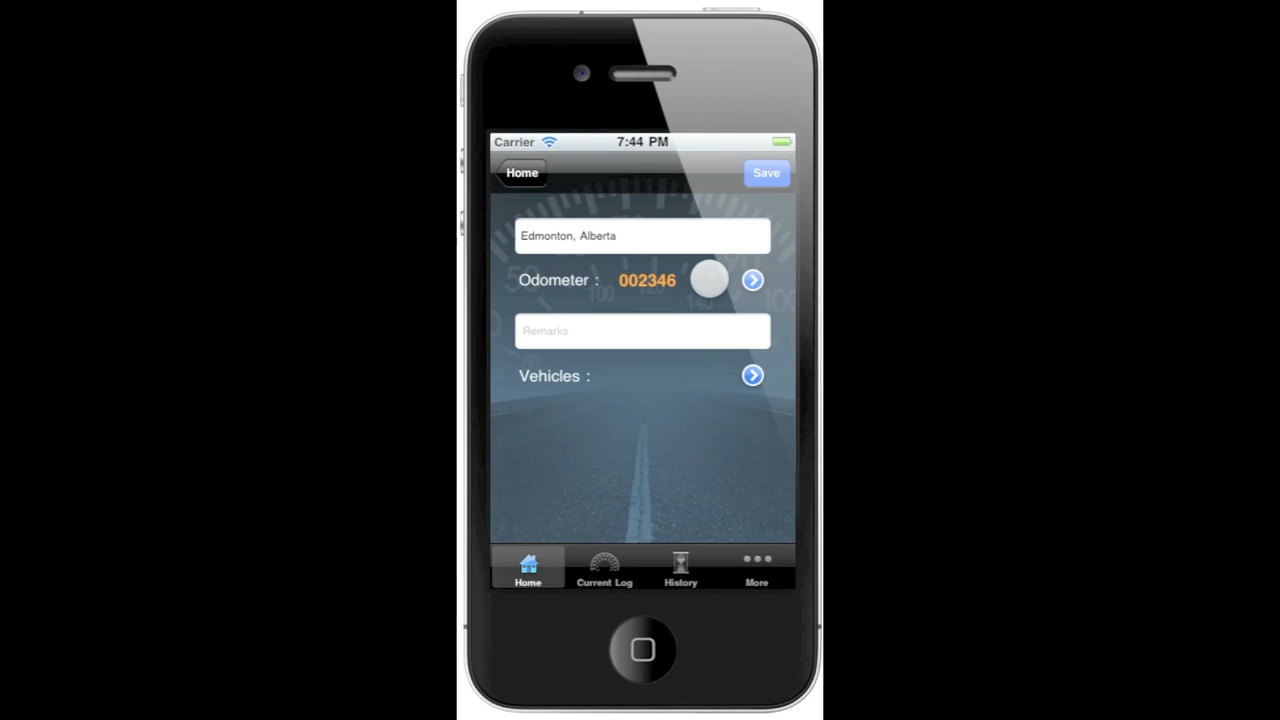 Carrier 7:44 PM
Home Save
Edmonton, Alberta
Odometer : 002346
Remarks
Vehicles :
Home Current Log History More